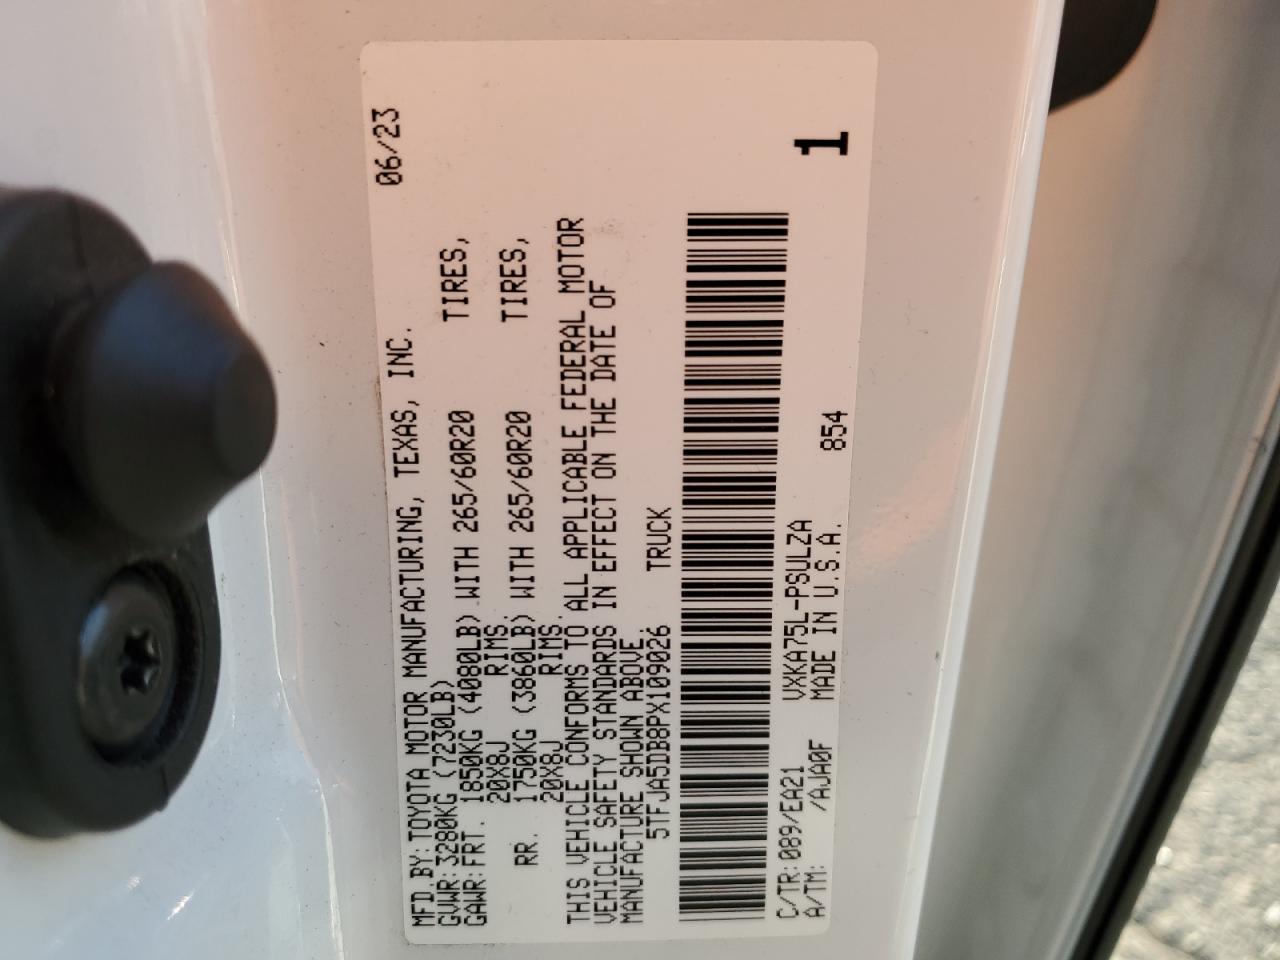 MFD.BY: TOYOTA MOTOR MANUFACTURING, TEXAS, INC. 06/23
GVWR: 3280KG (7230LB)
GAWR: FRT. 1850KG (4080LB) WITH 265/60R20 TIRES,
20X8J RIMS.
RR. 1750KG (3860LB) WITH 265/60R20 TIRES,
20X8J RIMS.
THIS VEHICLE CONFORMS TO ALL APPLICABLE FEDERAL MOTOR
VEHICLE SAFETY STANDARDS IN EFFECT ON THE DATE OF
MANUFACTURE SHOWN ABOVE.
5TFJA5DB8PX109026 TRUCK
C/TR: 089/EA21 VXKA75L-PSULZA
A/TM: /AJA0F MADE IN U.S.A. 854
1